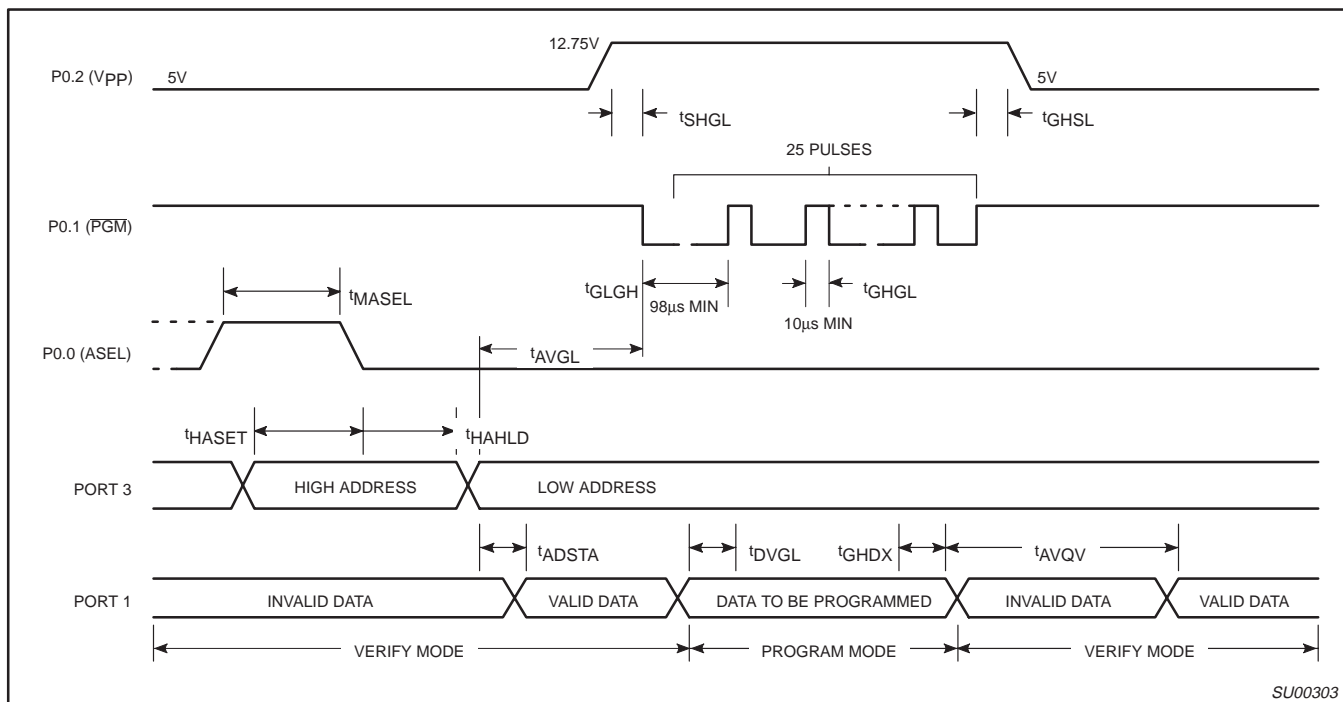 12.75V
P0.2 (VPP)
5V
5V
tSHGL
tGHSL
25 PULSES
P0.1 (PGM)
tMASEL
tGLGH
98µs MIN
tGHGL
10µs MIN
P0.0 (ASEL)
tAVGL
tHASET
tHAHLD
PORT 3
HIGH ADDRESS
LOW ADDRESS
tADSTA
tDVGL
tGHDX
tAVQV
PORT 1
INVALID DATA
VALID DATA
DATA TO BE PROGRAMMED
INVALID DATA
VALID DATA
VERIFY MODE
PROGRAM MODE
VERIFY MODE
SU00303